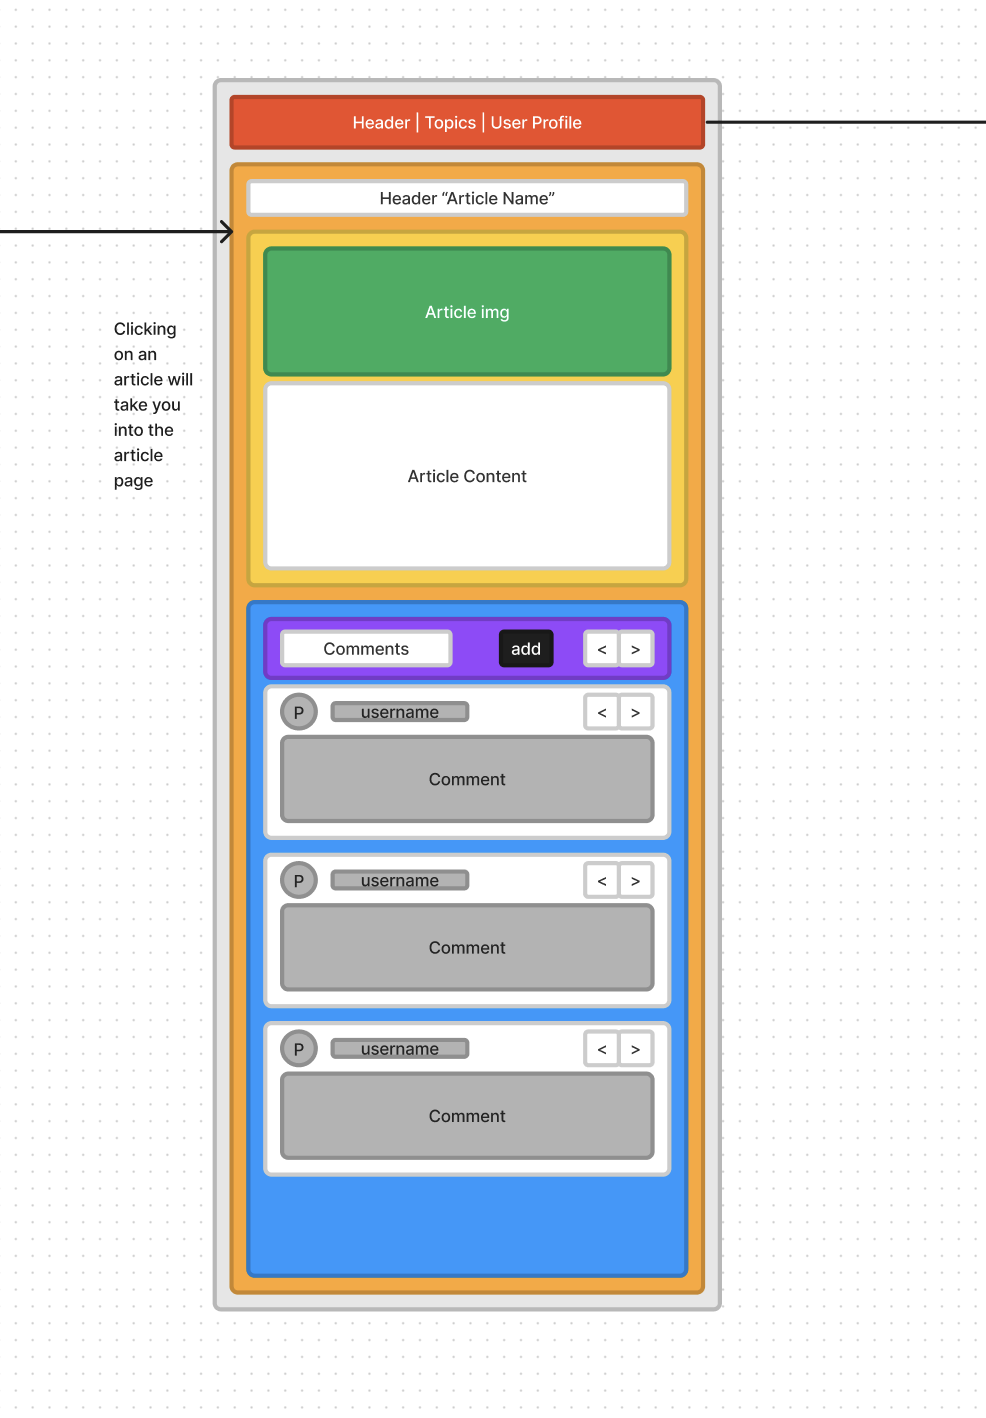 Header | Topics | User Profile
Header “Article Name”
Clicking
on an
article will
take you
into the
article
page
Article img
Article Content
Comments
add
< >
P username < >
Comment
P username < >
Comment
P username < >
Comment